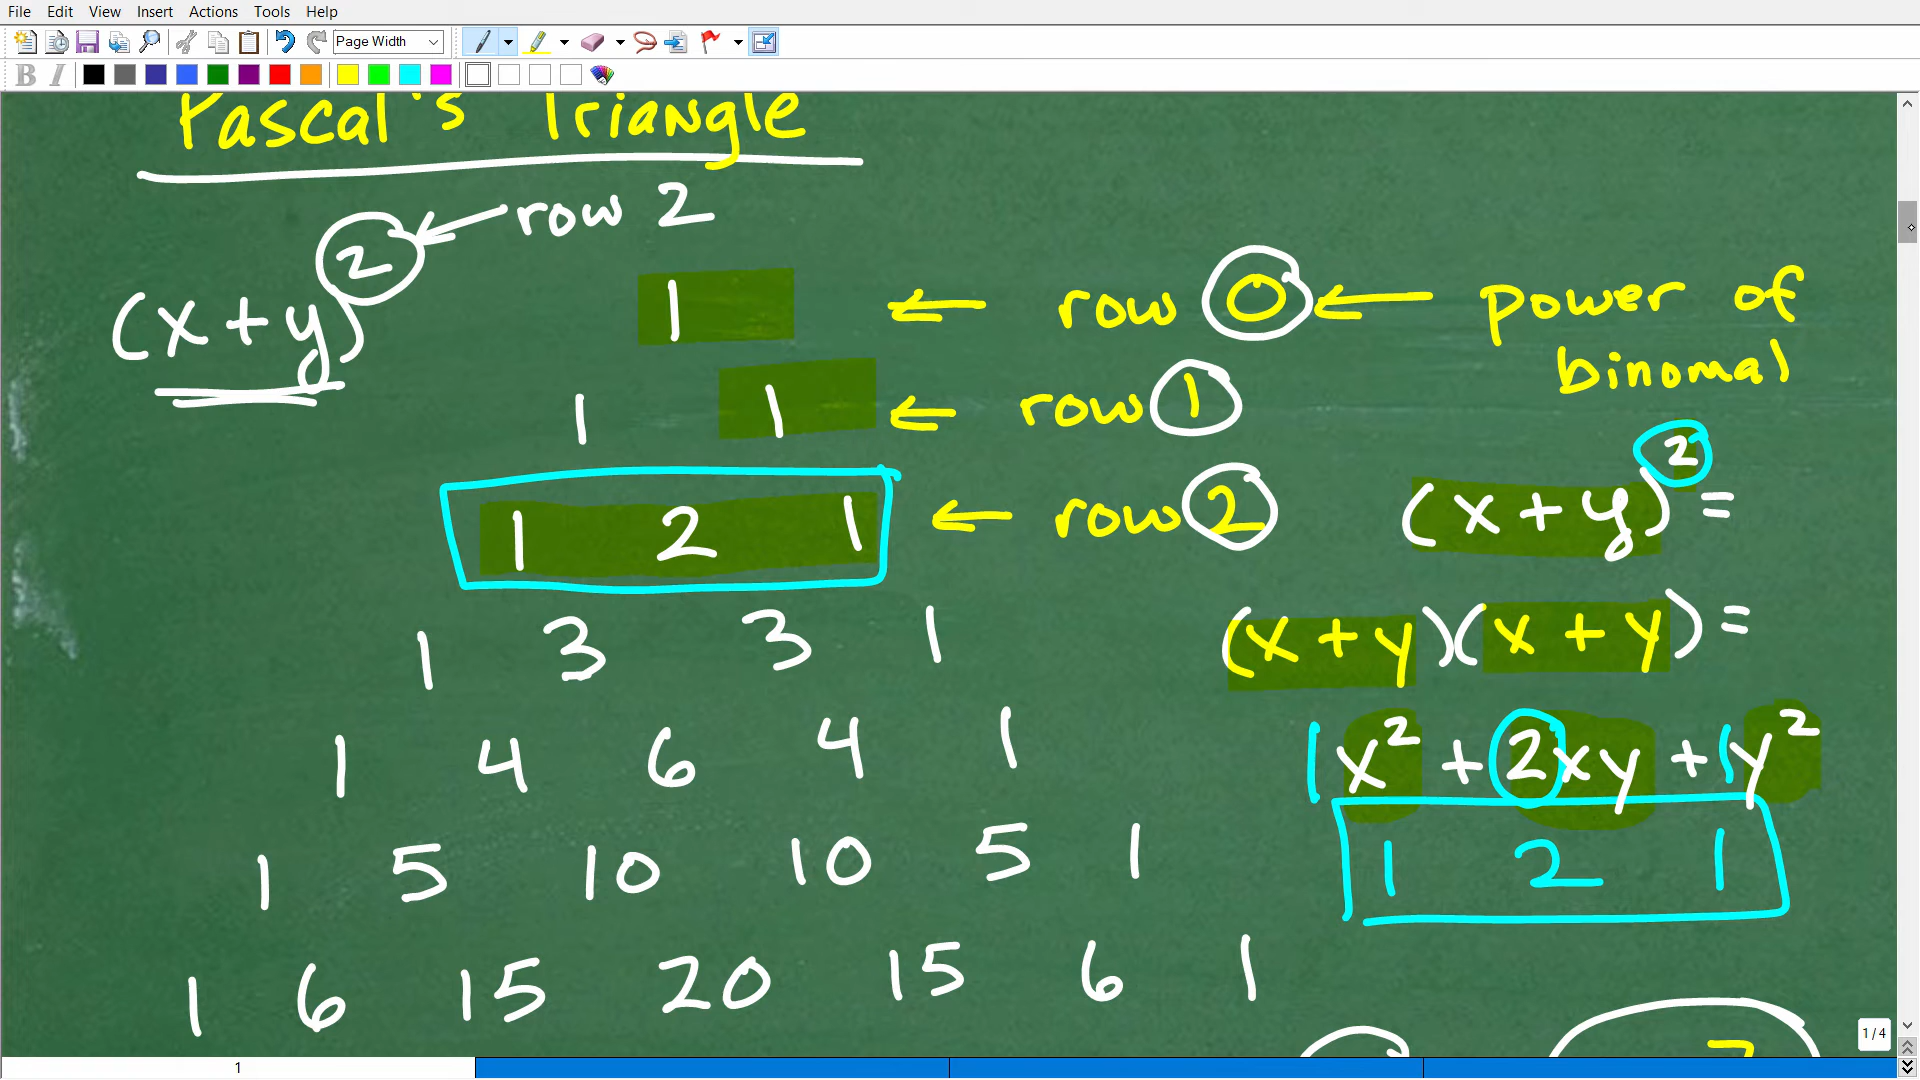 File Edit View Insert Actions Tools Help
Page Width
B I
Pascal's Triangle
row 2
(x+y)²
1 ← row 0 ← power of
binomal
1 1 ← row 1
1 2 1 ← row 2
(x+y)² =
1 3 3 1
(x+y)(x+y) =
1 4 6 4 1
1x² + 2xy + 1y²
1 5 10 10 5 1
1 2 1
1 6 15 20 15 6 1
1 / 4
1